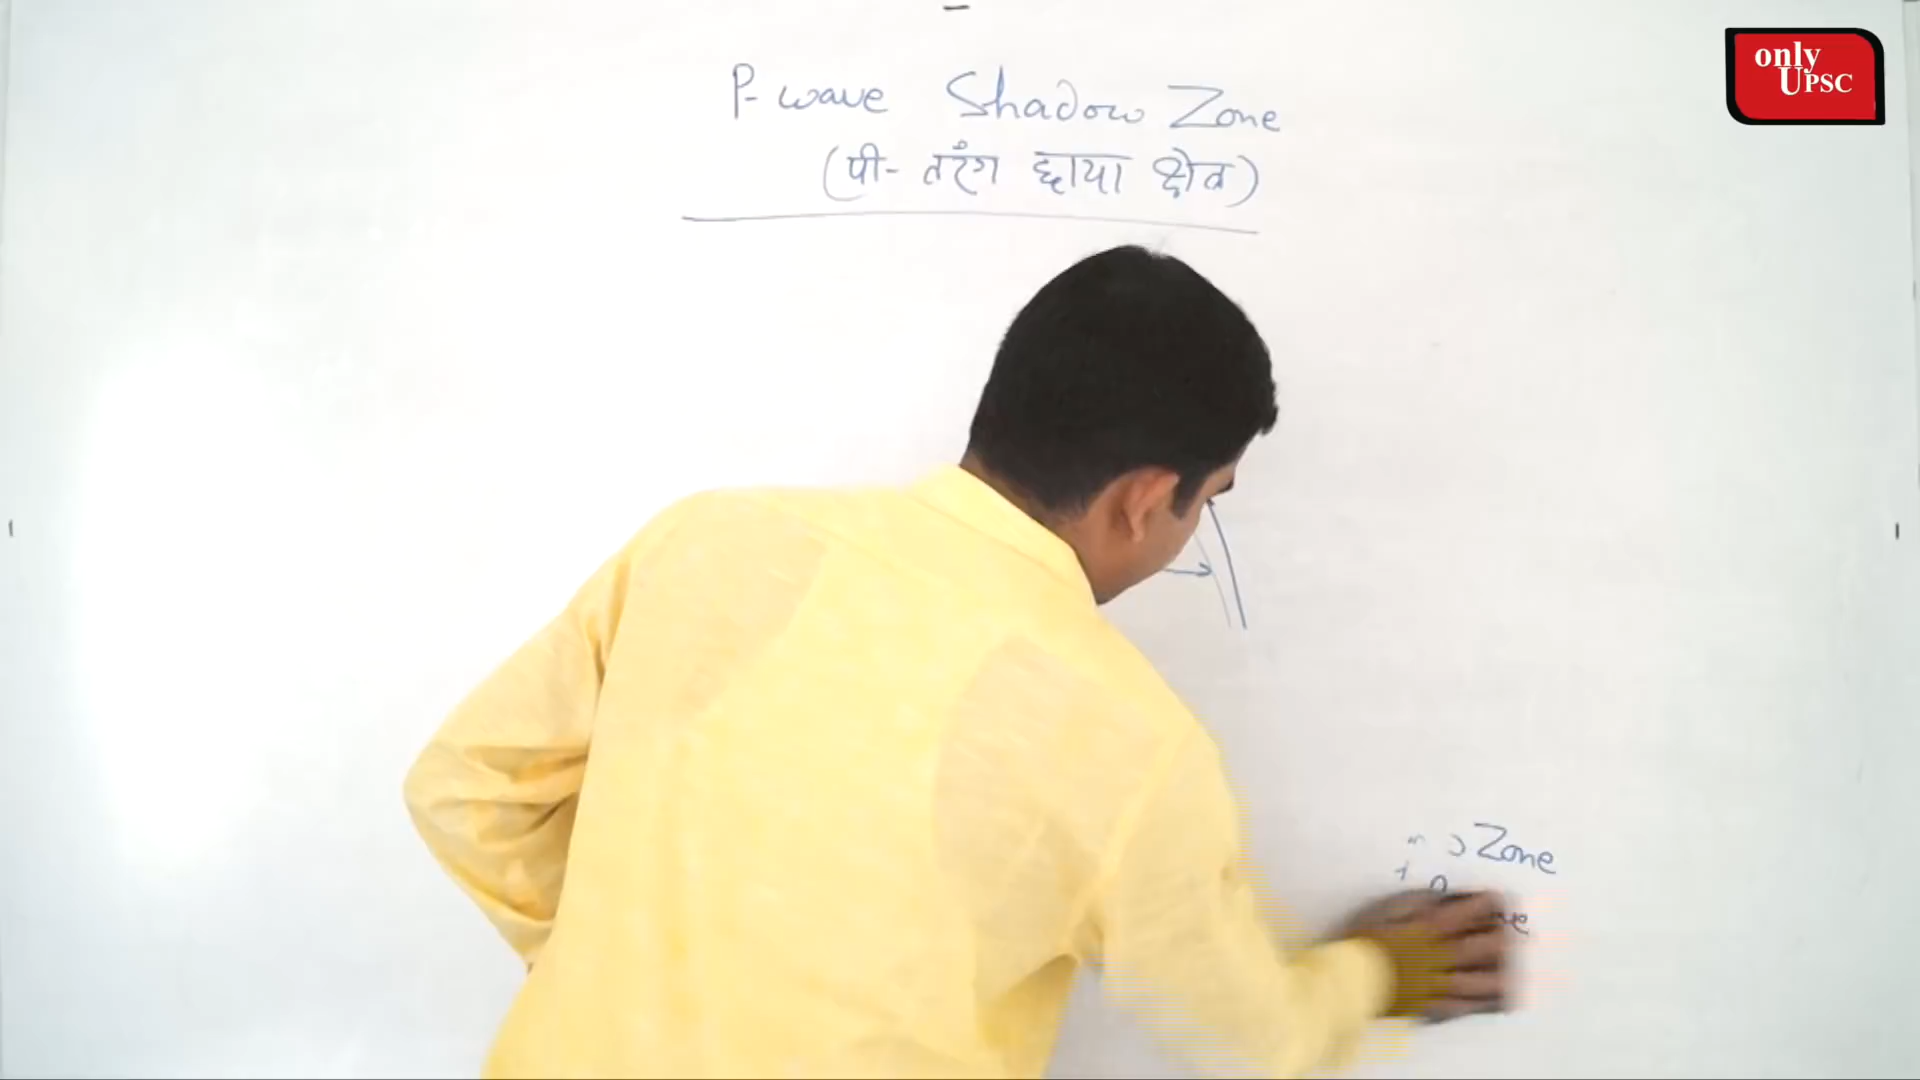 only
UPSC
P- wave Shadow Zone
(पी- तरंग छाया क्षेत्र)
Zone